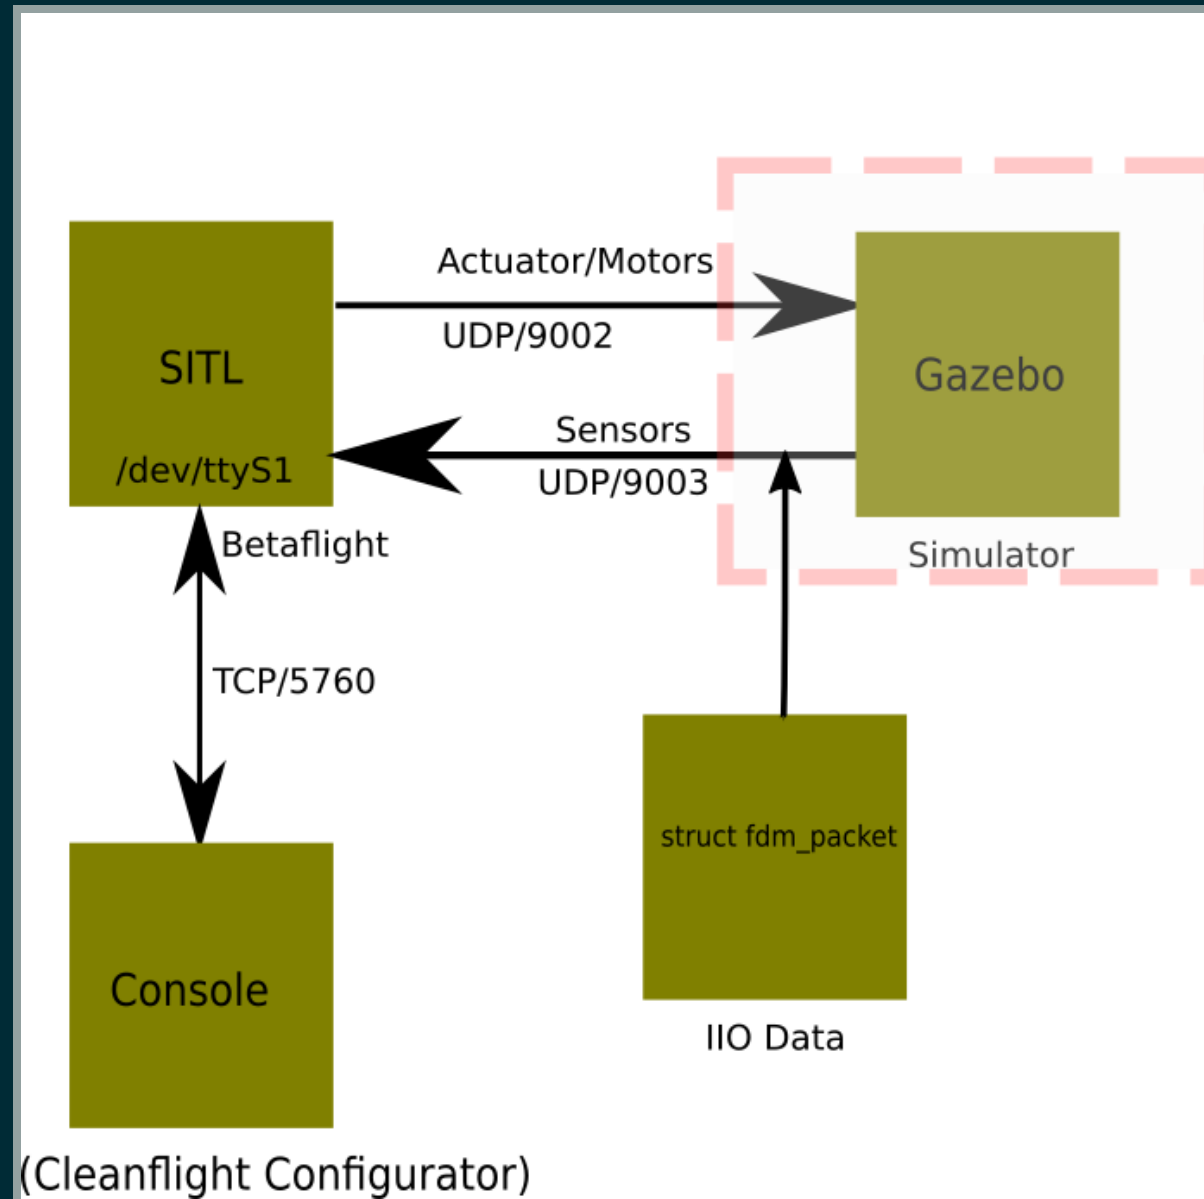 Actuator/Motors
UDP/9002
SITL
Gazebo
Sensors
/dev/ttyS1
UDP/9003
Betaflight
Simulator
TCP/5760
struct fdm_packet
Console
IIO Data
(Cleanflight Configurator)